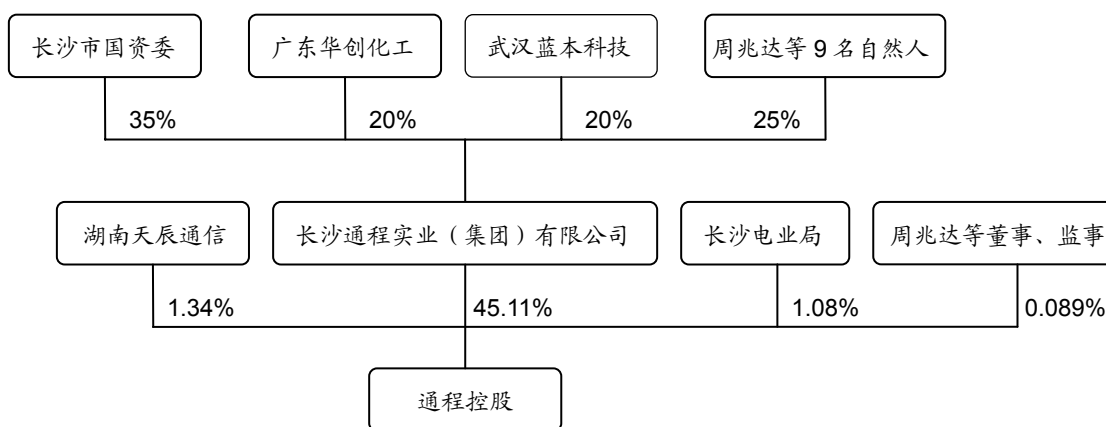 长沙市国资委
广东华创化工
武汉蓝本科技
周兆达等 9 名自然人
35%
20%
20%
25%
湖南天辰通信
长沙通程实业（集团）有限公司
长沙电业局
周兆达等董事、监事
1.34%
45.11%
1.08%
0.089%
通程控股